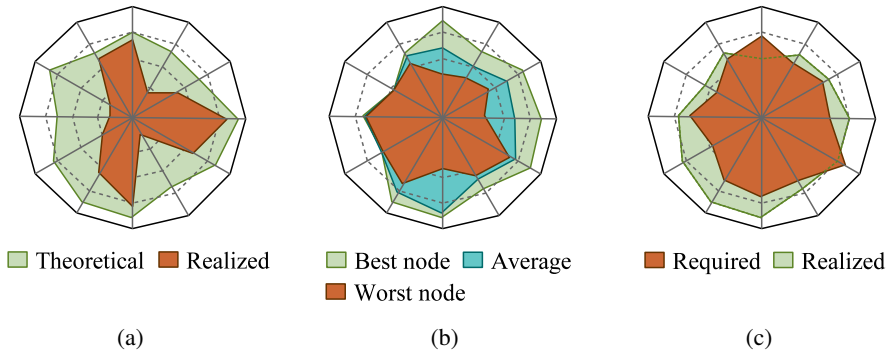 Theoretical Realized
Best node Average
Worst node
Required Realized
(a)
(b)
(c)